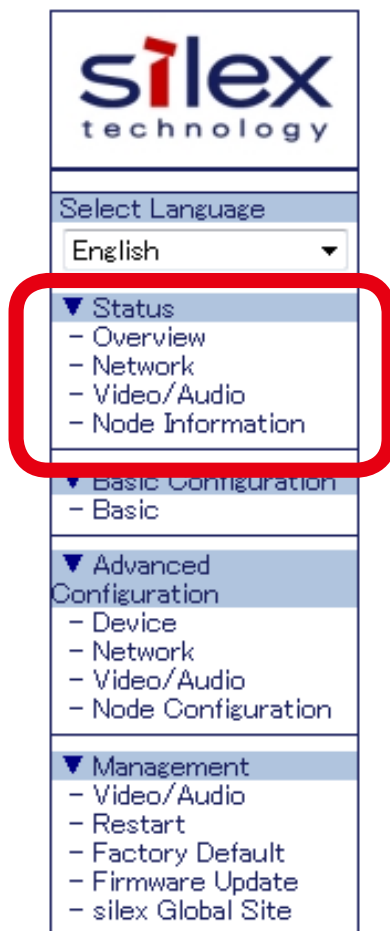 silex
technology
Select Language
English
▼ Status
- Overview
- Network
- Video/Audio
- Node Information
▼ Basic Configuration
- Basic
▼ Advanced
Configuration
- Device
- Network
- Video/Audio
- Node Configuration
▼ Management
- Video/Audio
- Restart
- Factory Default
- Firmware Update
- silex Global Site